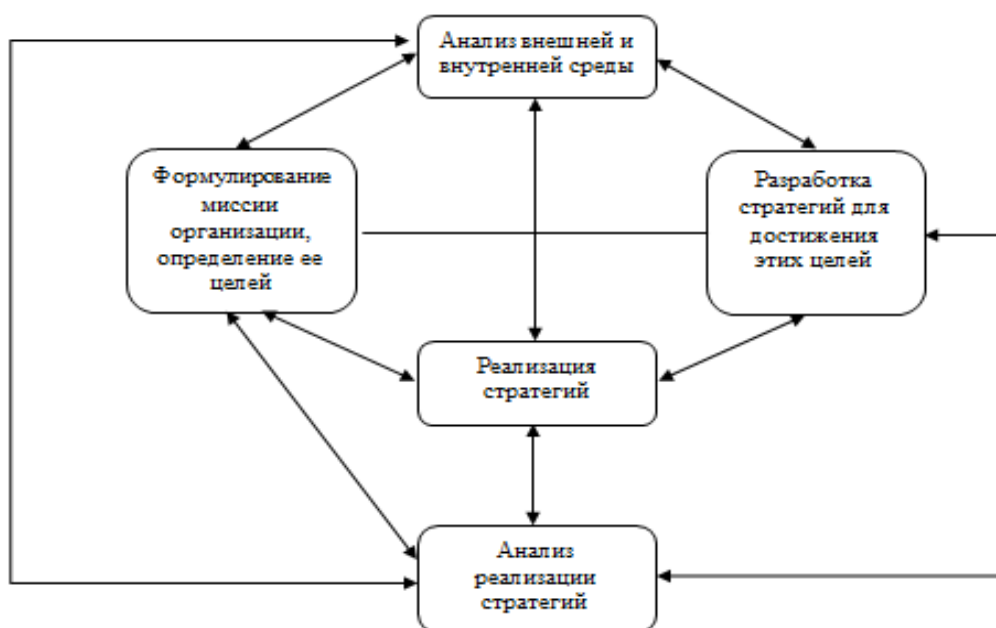 Анализ внешней и
внутренней среды
Формулирование
миссии
организации,
определение ее
целей
Разработка
стратегий для
достижения
этих целей
Реализация
стратегий
Анализ
реализации
стратегий